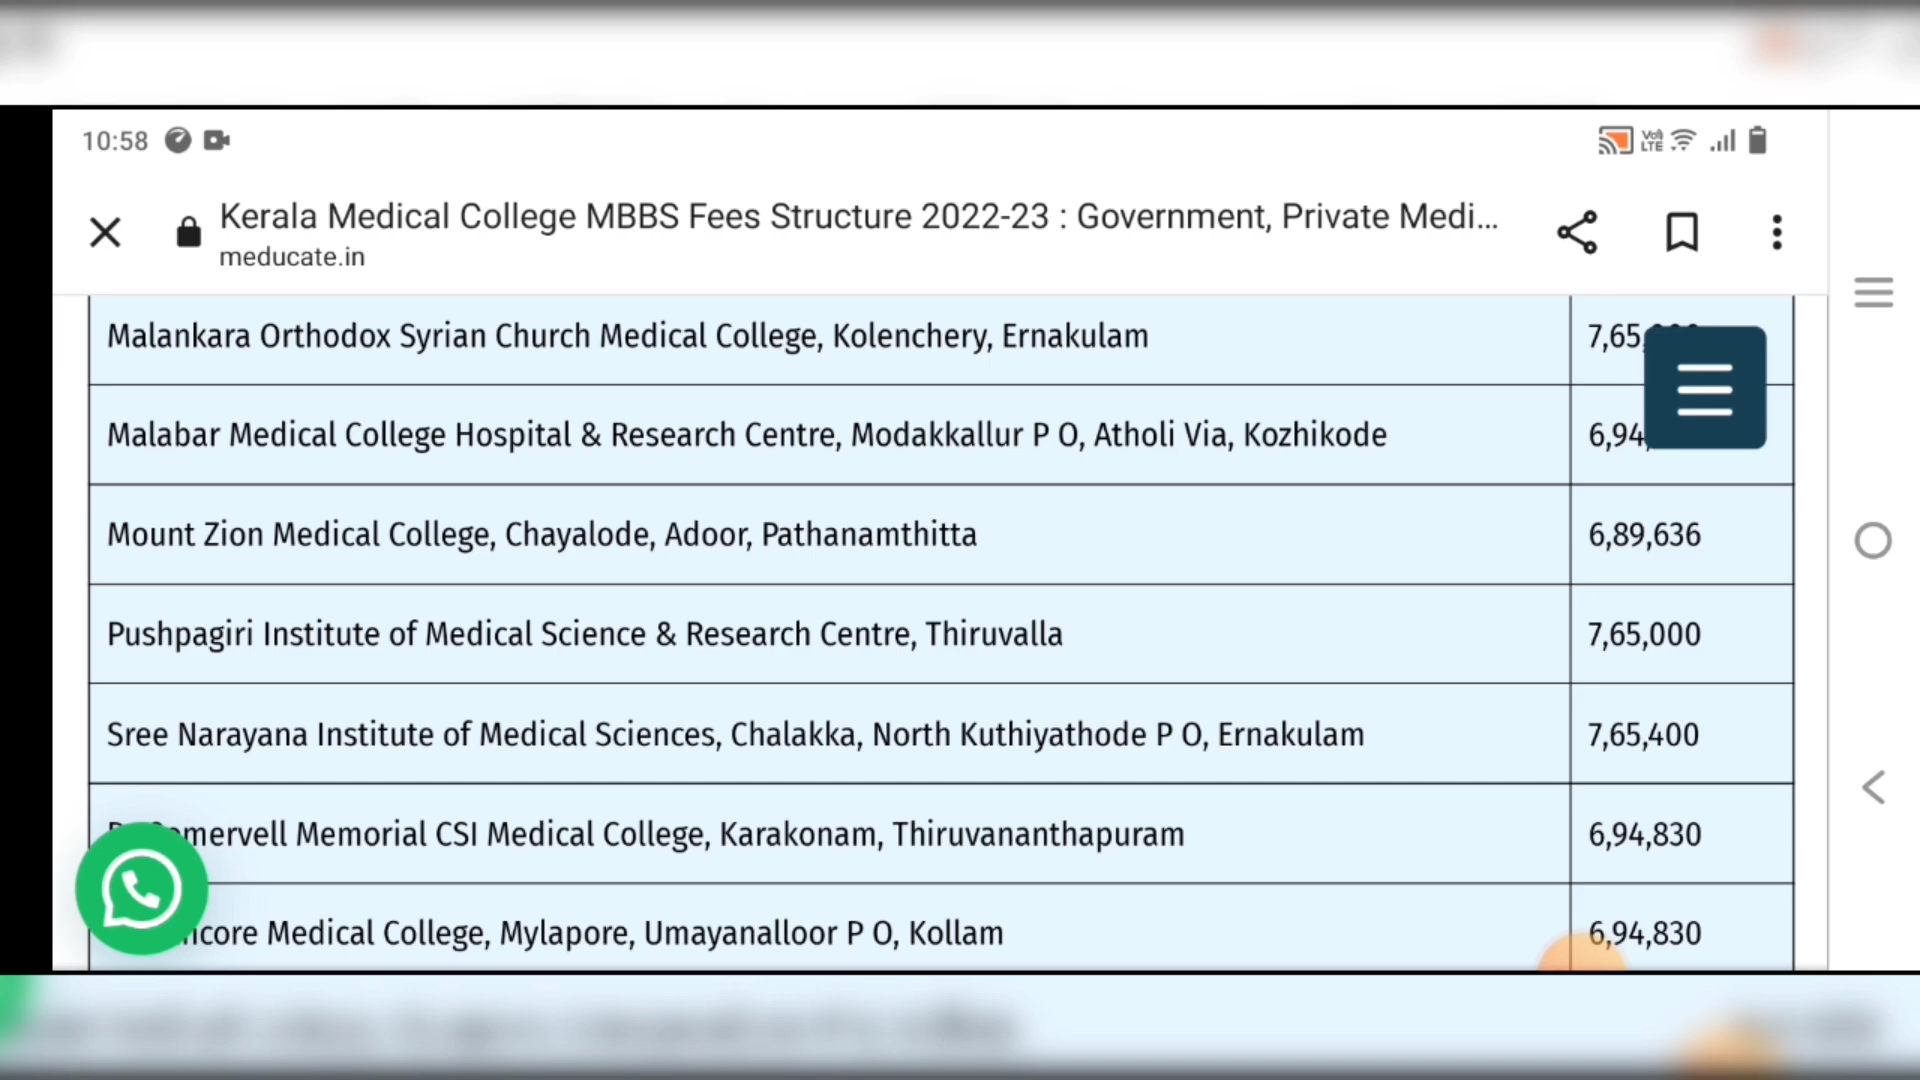 10:58
Vo) LTE
Kerala Medical College MBBS Fees Structure 2022-23 : Government, Private Medi...
meducate.in
Malankara Orthodox Syrian Church Medical College, Kolenchery, Ernakulam 7,65,
Malabar Medical College Hospital & Research Centre, Modakkallur P O, Atholi Via, Kozhikode 6,94,
Mount Zion Medical College, Chayalode, Adoor, Pathanamthitta 6,89,636
Pushpagiri Institute of Medical Science & Research Centre, Thiruvalla 7,65,000
Sree Narayana Institute of Medical Sciences, Chalakka, North Kuthiyathode P O, Ernakulam 7,65,400
mervell Memorial CSI Medical College, Karakonam, Thiruvananthapuram 6,94,830
ncore Medical College, Mylapore, Umayanalloor P O, Kollam 6,94,830